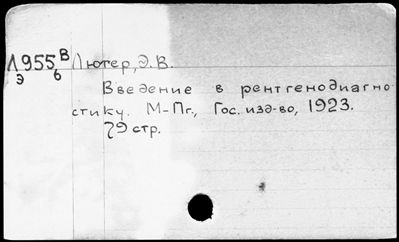 Л955 В Лютер, Э. В.
Э 6
Введение в рентгенодиагно-
стику. М-Пг., Гос. изд-во, 1923.
79 стр.